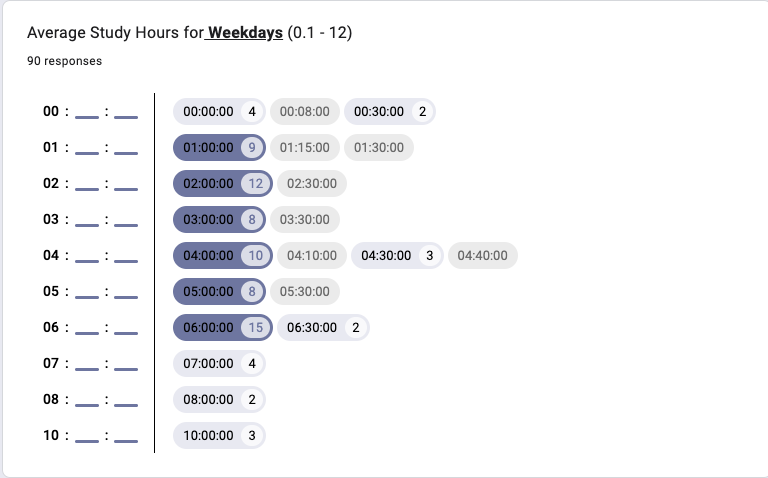 Average Study Hours for Weekdays (0.1 - 12)
90 responses
00 : __ : __ 00:00:00 4 00:08:00 00:30:00 2
01 : __ : __ 01:00:00 9 01:15:00 01:30:00
02 : __ : __ 02:00:00 12 02:30:00
03 : __ : __ 03:00:00 8 03:30:00
04 : __ : __ 04:00:00 10 04:10:00 04:30:00 3 04:40:00
05 : __ : __ 05:00:00 8 05:30:00
06 : __ : __ 06:00:00 15 06:30:00 2
07 : __ : __ 07:00:00 4
08 : __ : __ 08:00:00 2
10 : __ : __ 10:00:00 3